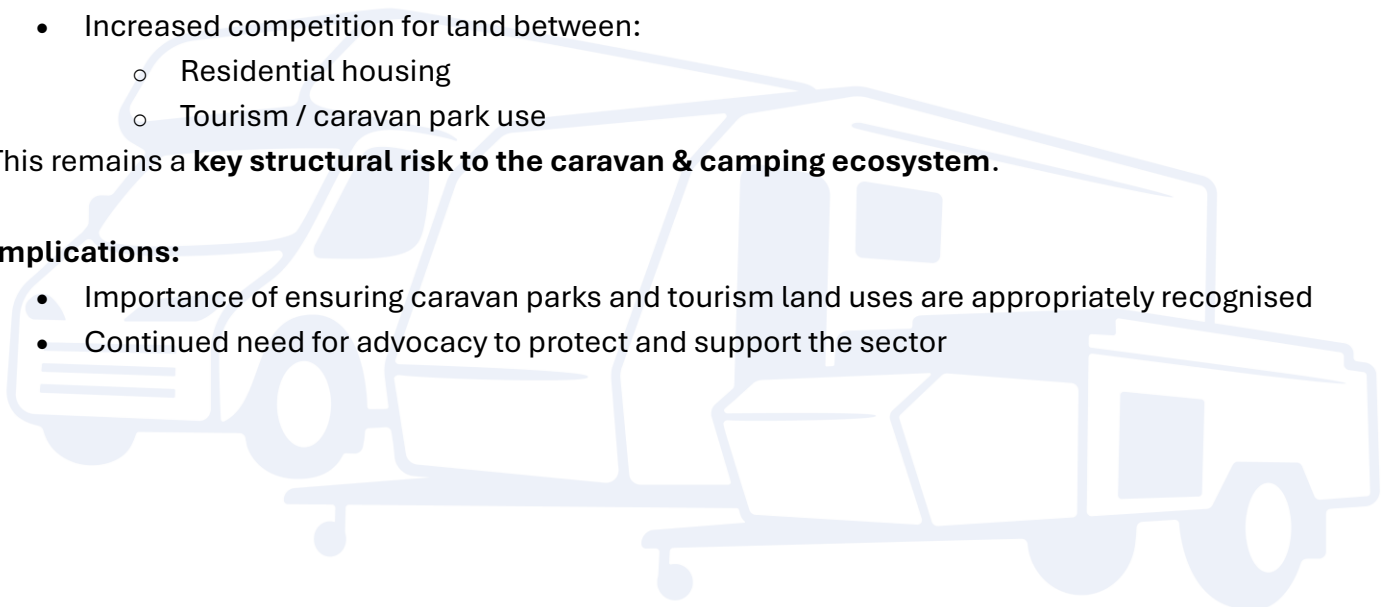 • Increased competition for land between:
o Residential housing
o Tourism / caravan park use
This remains a key structural risk to the caravan & camping ecosystem.
mplications:
• Importance of ensuring caravan parks and tourism land uses are appropriately recognised
• Continued need for advocacy to protect and support the sector